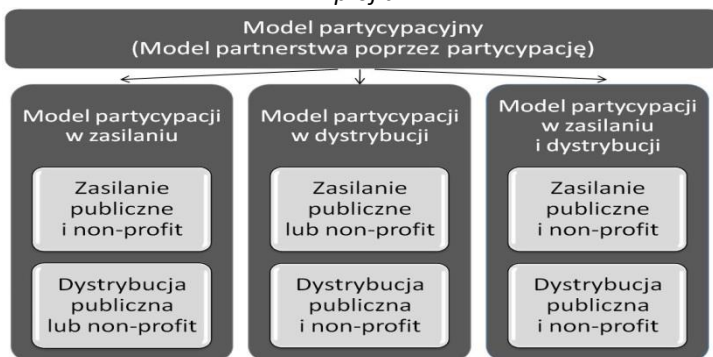 Model partycypacyjny
(Model partnerstwa poprzez partycypację)
Model partycypacji
w zasilaniu
Zasilanie
publiczne
i non-profit
Dystrybucja
publiczna
lub non-profit
Model partycypacji
w dystrybucji
Zasilanie
publiczne
lub non-profit
Dystrybucja
publiczna
i non-profit
Model partycypacji
w zasilaniu
i dystrybucji
Zasilanie
publiczne
i non-profit
Dystrybucja
publiczna
i non-profit